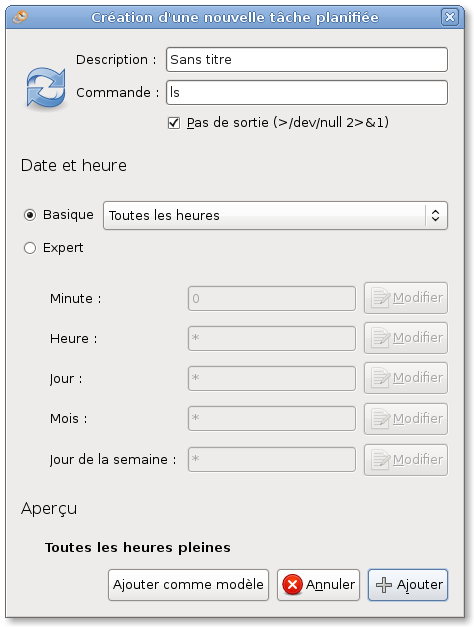 Création d'une nouvelle tâche planifiée
Description : Sans titre
Commande : ls
Pas de sortie (>/dev/null 2>&1)
Date et heure
Basique Toutes les heures
Expert
Minute : 0 Modifier
Heure : * Modifier
Jour : * Modifier
Mois : * Modifier
Jour de la semaine : * Modifier
Aperçu
Toutes les heures pleines
Ajouter comme modèle Annuler Ajouter